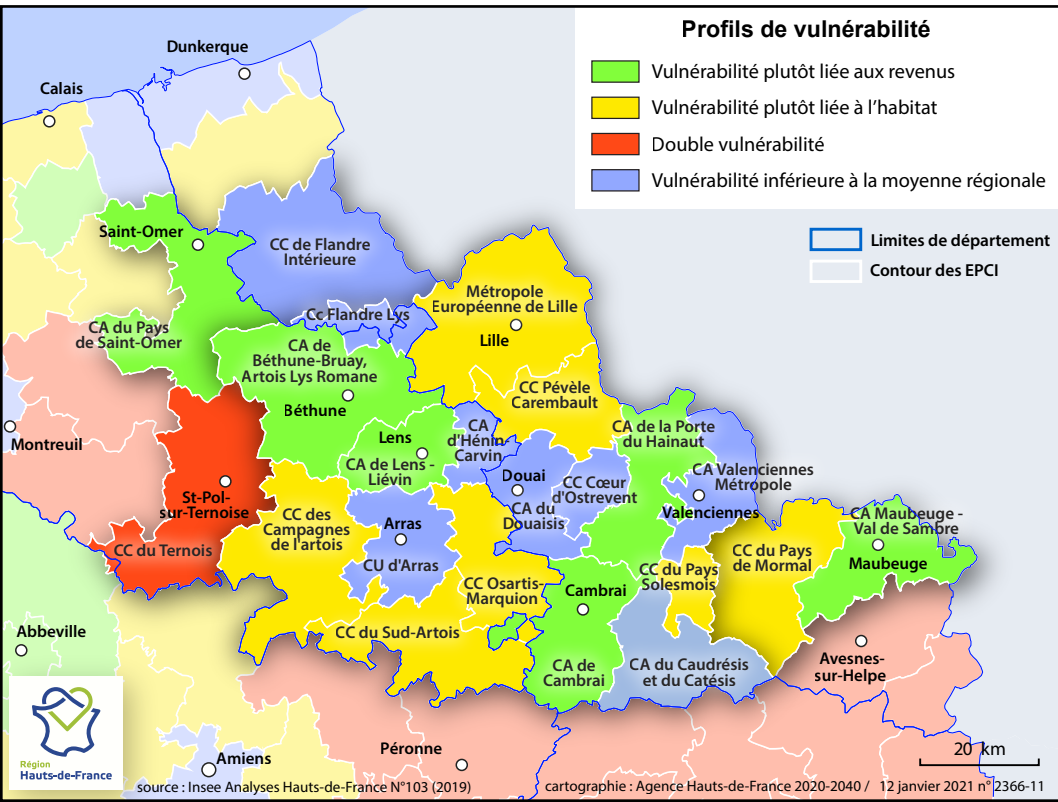 Profils de vulnérabilité
Vulnérabilité plutôt liée aux revenus
Vulnérabilité plutôt liée à l'habitat
Double vulnérabilité
Vulnérabilité inférieure à la moyenne régionale
Limites de département
Contour des EPCI
Dunkerque
Calais
Saint-Omer
CC de Flandre
Intérieure
Cc Flandre Lys
Métropole
Européenne de Lille
Lille
CA du Pays
de Saint-Omer
CA de
Béthune-Bruay,
Artois Lys Romane
Béthune
CC Pévèle
Carembault
Montreuil
Lens
CA de Lens -
Liévin
CA
d'Hénin-
Carvin
CA de la Porte
du Hainaut
Douai
CA du
Douaisis
CC Cœur
d'Ostrevent
CA Valenciennes
Métropole
Valenciennes
St-Pol-
sur-Ternoise
CC du Ternois
CC des
Campagnes
de l'artois
Arras
CU d'Arras
CC Osartis-
Marquion
CC du Sud-Artois
Cambrai
CA de
Cambrai
CC du Pays
Solesmois
CC du Pays
de Mormal
CA Maubeuge -
Val de Sambre
Maubeuge
CA du Caudrésis
et du Catésis
Avesnes-
sur-Helpe
Abbeville
Amiens
Péronne
20 km
Région
Hauts-de-France
source : Insee Analyses Hauts-de-France N°103 (2019)
cartographie : Agence Hauts-de-France 2020-2040 / 12 janvier 2021 n° 2366-11